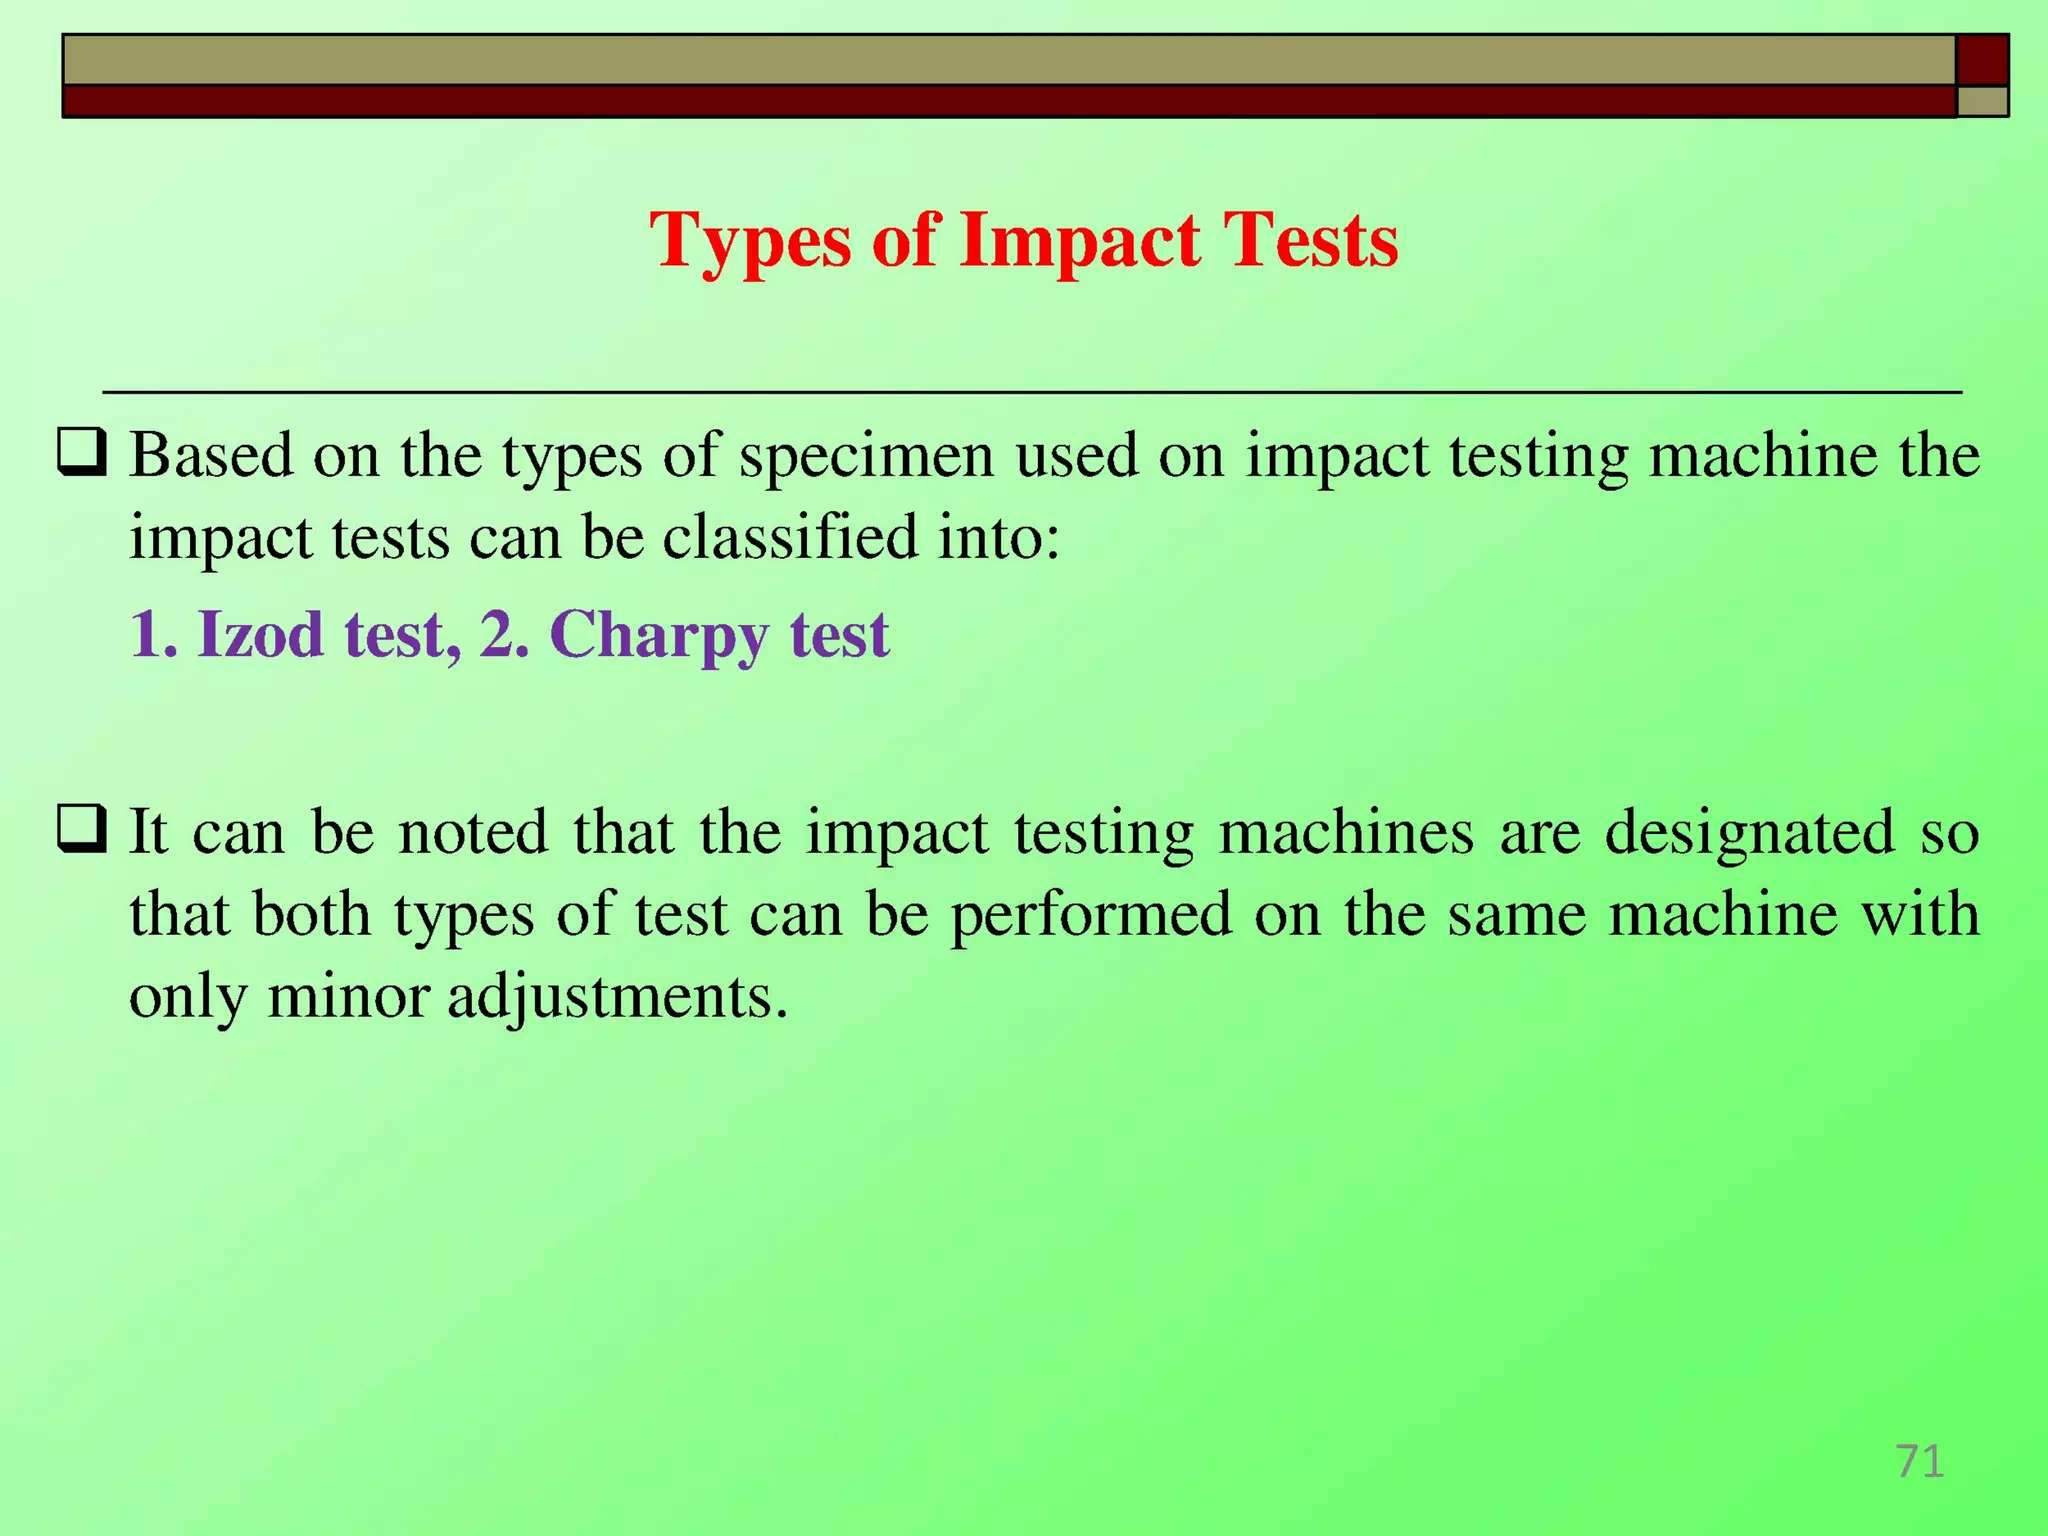 Types of Impact Tests
❑ Based on the types of specimen used on impact testing machine the
impact tests can be classified into:
1. Izod test, 2. Charpy test
❑ It can be noted that the impact testing machines are designated so
that both types of test can be performed on the same machine with
only minor adjustments.
71